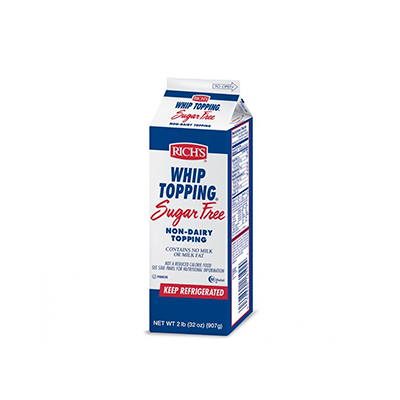 RICH'S
WHIP TOPPING®
Sugar Free
NON-DAIRY TOPPING
RICH'S
WHIP
TOPPING®
Sugar Free
NON-DAIRY
TOPPING
CONTAINS NO MILK
OR MILK FAT
NOT A REDUCED CALORIE FOOD
SEE SIDE PANEL FOR NUTRITIONAL INFORMATION
KEEP REFRIGERATED
NET WT 2 lb (32 oz) (907g)